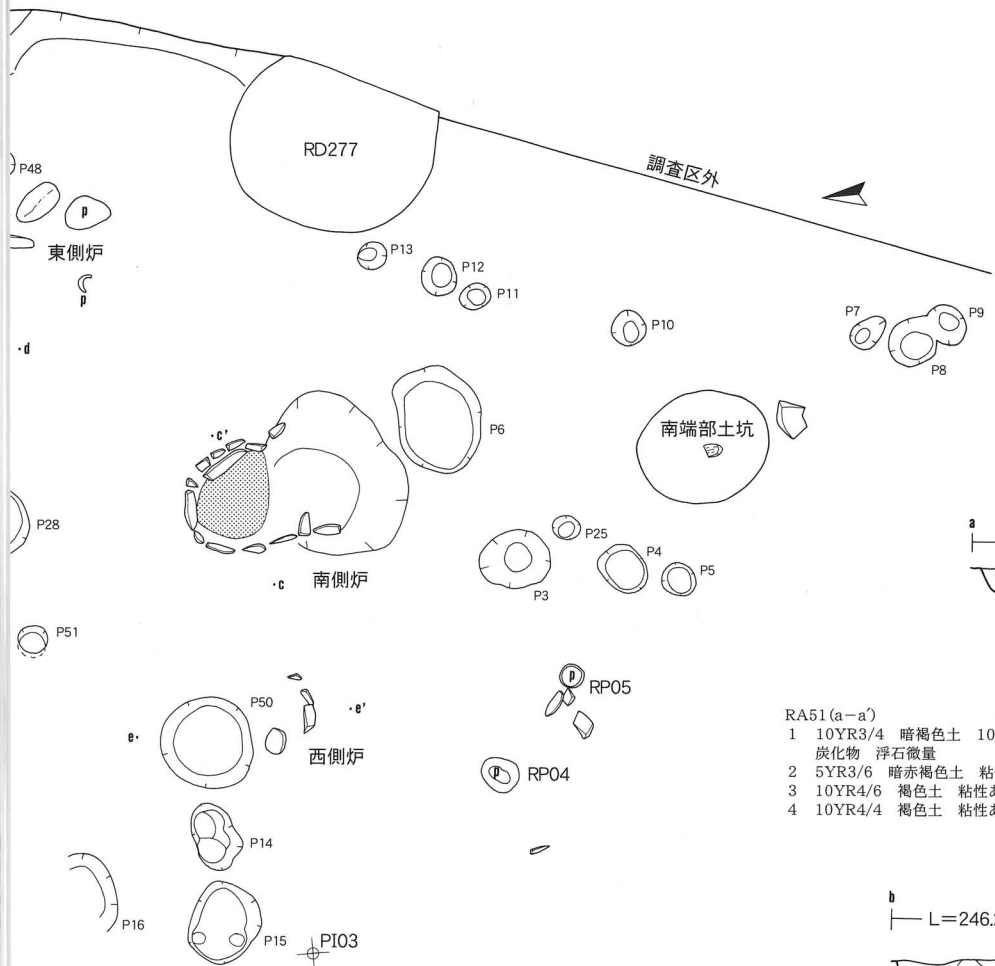 RD277
調査区外
P48
p
東側炉
p
P13
P12
P11
P10
P7
P9
P8
・d
P6
南端部土坑
・c'
P28
P25
P4
P5
P3
・c
南側炉
a
P51
p
RP05
P50
・e'
e・
西側炉
p
RP04
RA51(a−a')
1 10YR3/4 暗褐色土 10
炭化物 浮石微量
2 5YR3/6 暗赤褐色土 粘
3 10YR4/6 褐色土 粘性あ
4 10YR4/4 褐色土 粘性あ
P14
P16
P15
PI03
b
L=246.